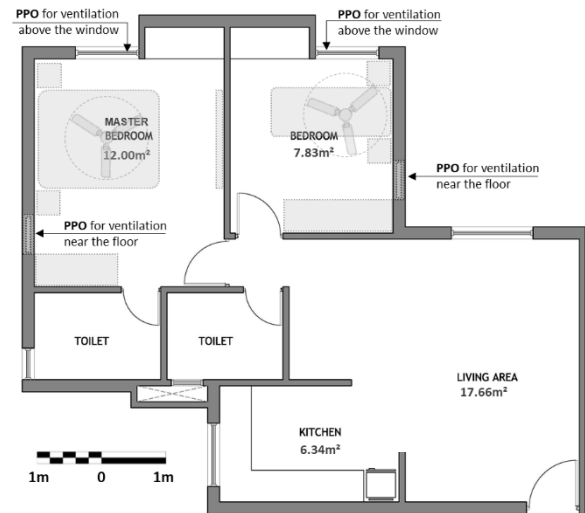 PPO for ventilation
above the window
PPO for ventilation
above the window
MASTER
BEDROOM
12.00m²
BEDROOM
7.83m²
PPO for ventilation
near the floor
PPO for ventilation
near the floor
TOILET
TOILET
LIVING AREA
17.66m²
KITCHEN
6.34m²
1m 0 1m